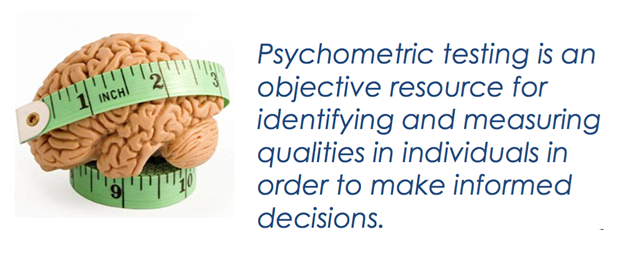 1 INCH 2 3
9 10
Psychometric testing is an
objective resource for
identifying and measuring
qualities in individuals in
order to make informed
decisions.